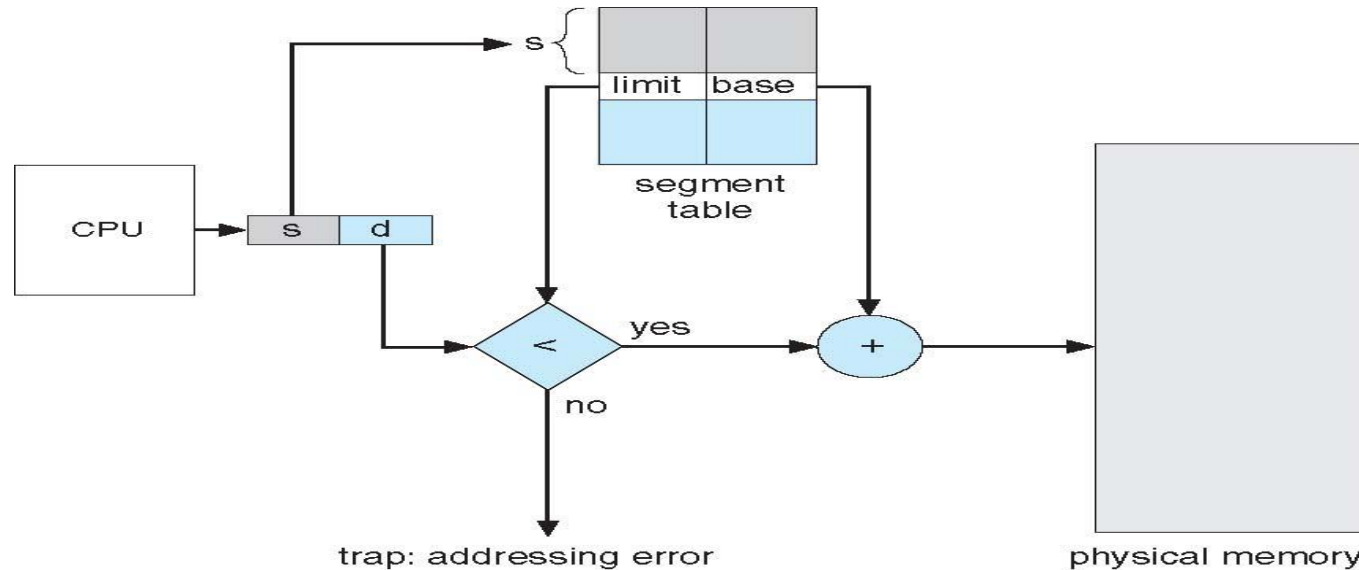 s
limit base
segment
table
CPU
s d
<
yes
+
no
trap: addressing error
physical memory